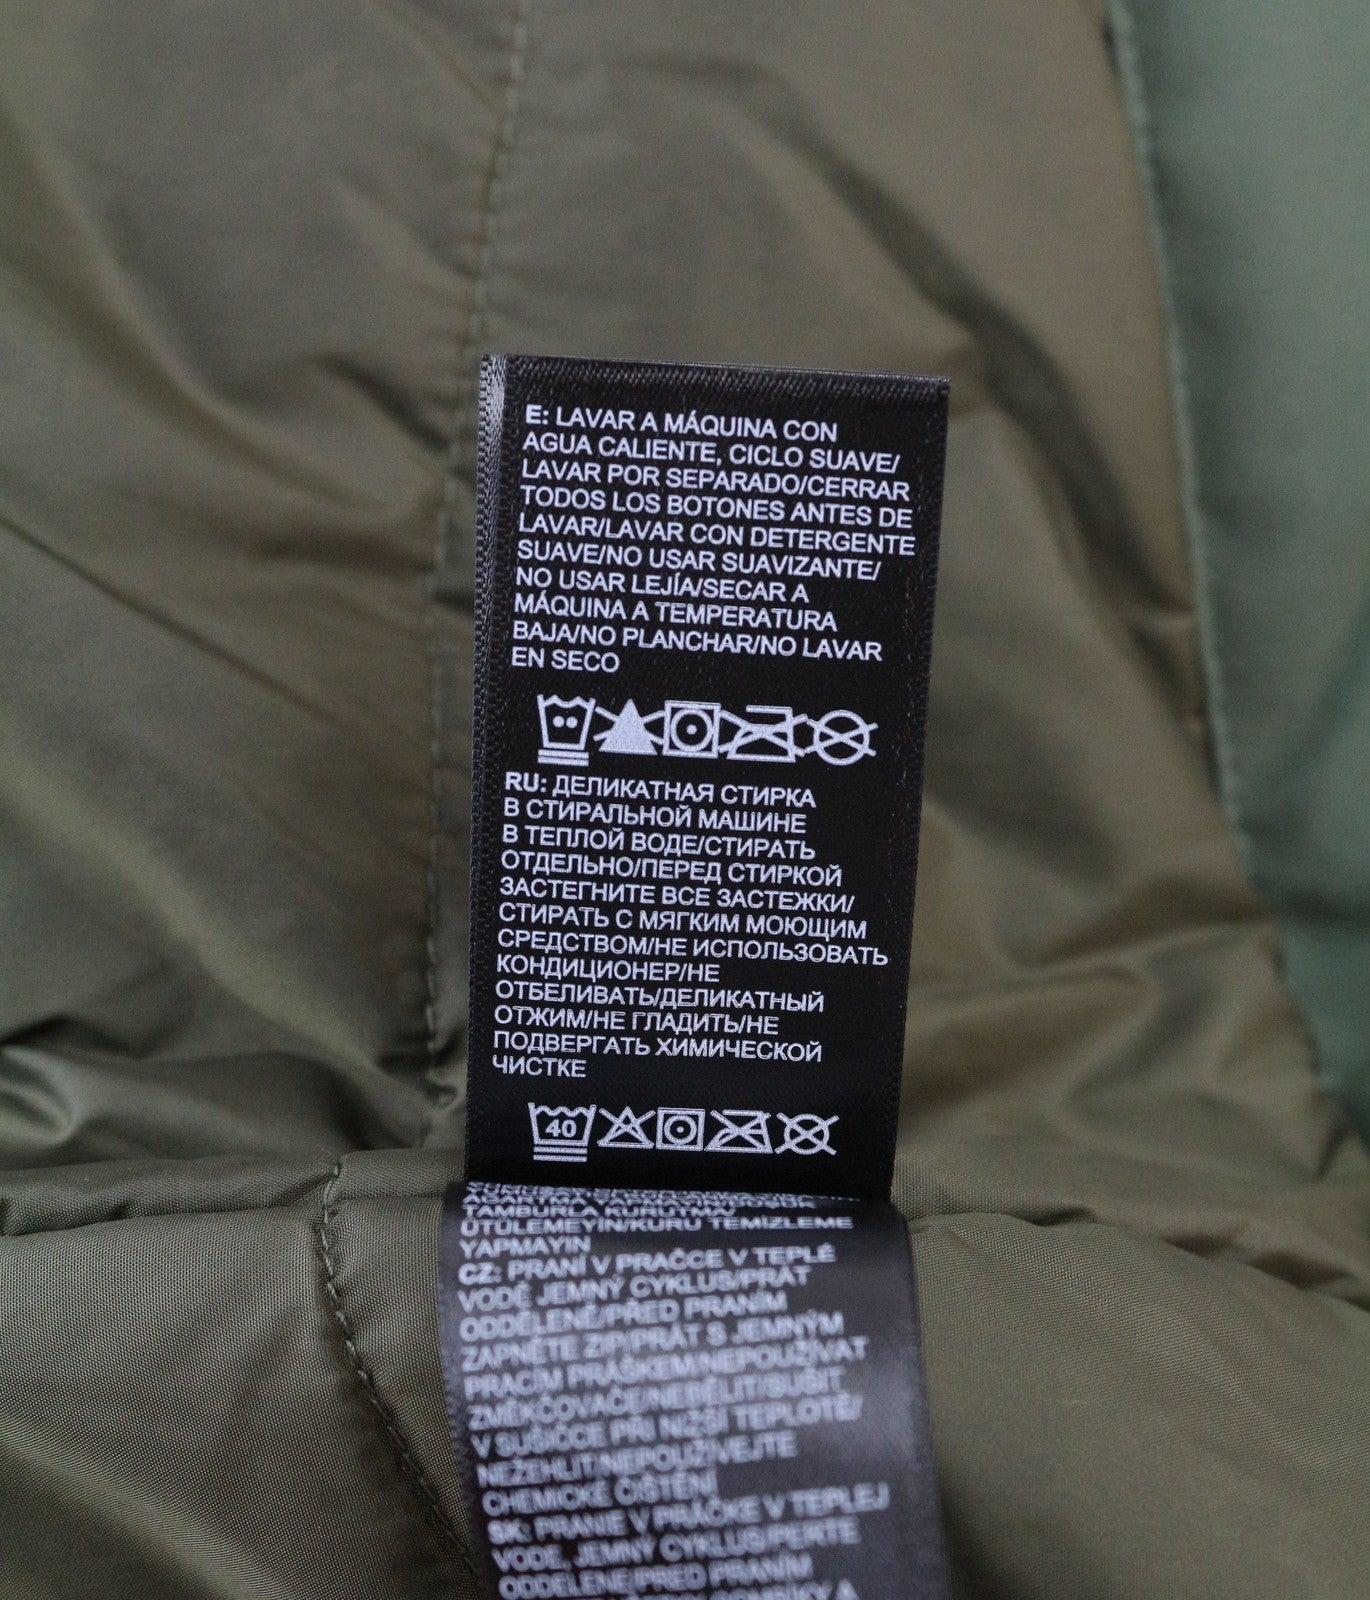 E: LAVAR A MÁQUINA CON
AGUA CALIENTE, CICLO SUAVE/
LAVAR POR SEPARADO/CERRAR
TODOS LOS BOTONES ANTES DE
LAVAR/LAVAR CON DETERGENTE
SUAVE/NO USAR SUAVIZANTE/
NO USAR LEJÍA/SECAR A
MÁQUINA A TEMPERATURA
BAJA/NO PLANCHAR/NO LAVAR
EN SECO
RU: ДЕЛИКАТНАЯ СТИРКА
В СТИРАЛЬНОЙ МАШИНЕ
В ТЕПЛОЙ ВОДЕ/СТИРАТЬ
ОТДЕЛЬНО/ПЕРЕД СТИРКОЙ
ЗАСТЕГНИТЕ ВСЕ ЗАСТЕЖКИ/
СТИРАТЬ С МЯГКИМ МОЮЩИМ
СРЕДСТВОМ/НЕ ИСПОЛЬЗОВАТЬ
КОНДИЦИОНЕР/НЕ
ОТБЕЛИВАТЬ/ДЕЛИКАТНЫЙ
ОТЖИМ/НЕ ГЛАДИТЬ/НЕ
ПОДВЕРГАТЬ ХИМИЧЕСКОЙ
ЧИСТКЕ
40
TAMBURLA KURUTMA/
ÜTÜLEMEYİN/KURU TEMİZLEME
YAPMAYIN
CZ: PRANÍ V PRAČCE V TEPLÉ
VODĚ JEMNÝ CYKLUS/PRÁT
ODDĚLENĚ/PŘED PRANÍM
ZAPNĚTE ZIP/PRÁT S JEMNÝM
PRACÍM PRÁŠKEM/NEPOUŽÍVAT
ZMĚKČOVAČE/NEBĚLIT/SUŠIT
V SUŠIČCE PŘI NIŽŠÍ TEPLOTĚ/
NEŽEHLIT/NEPOUŽÍVEJTE
CHEMICKÉ ČIŠTĚNÍ
SK: PRANIE V PRÁČKE V TEPLEJ
VODE, JEMNÝ CYKLUS/PERTE
ODDELENE/PRED PRANÍM